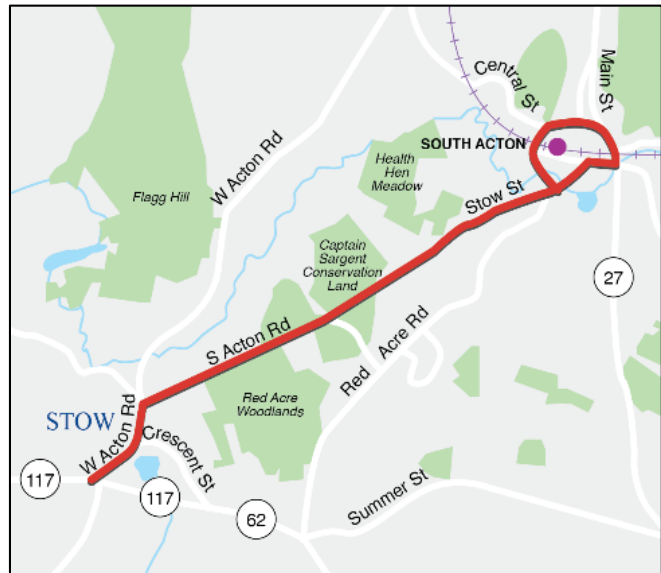 Central St
Main St
SOUTH ACTON
Health
Hen
Meadow
W Acton Rd
Flagg Hill
Stow St
Captain
Sargent
Conservation
Land
27
S Acton Rd
Red Acre Rd
Red Acre
Woodlands
STOW
W Acton Rd
Crescent St
117
117
62
Summer St